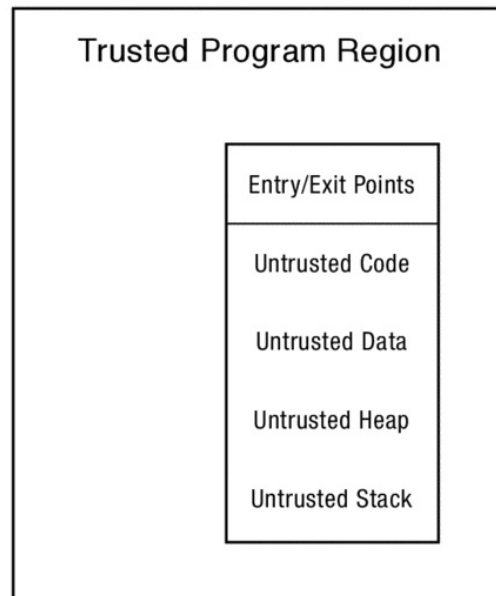 Trusted Program Region
Entry/Exit Points
Untrusted Code
Untrusted Data
Untrusted Heap
Untrusted Stack